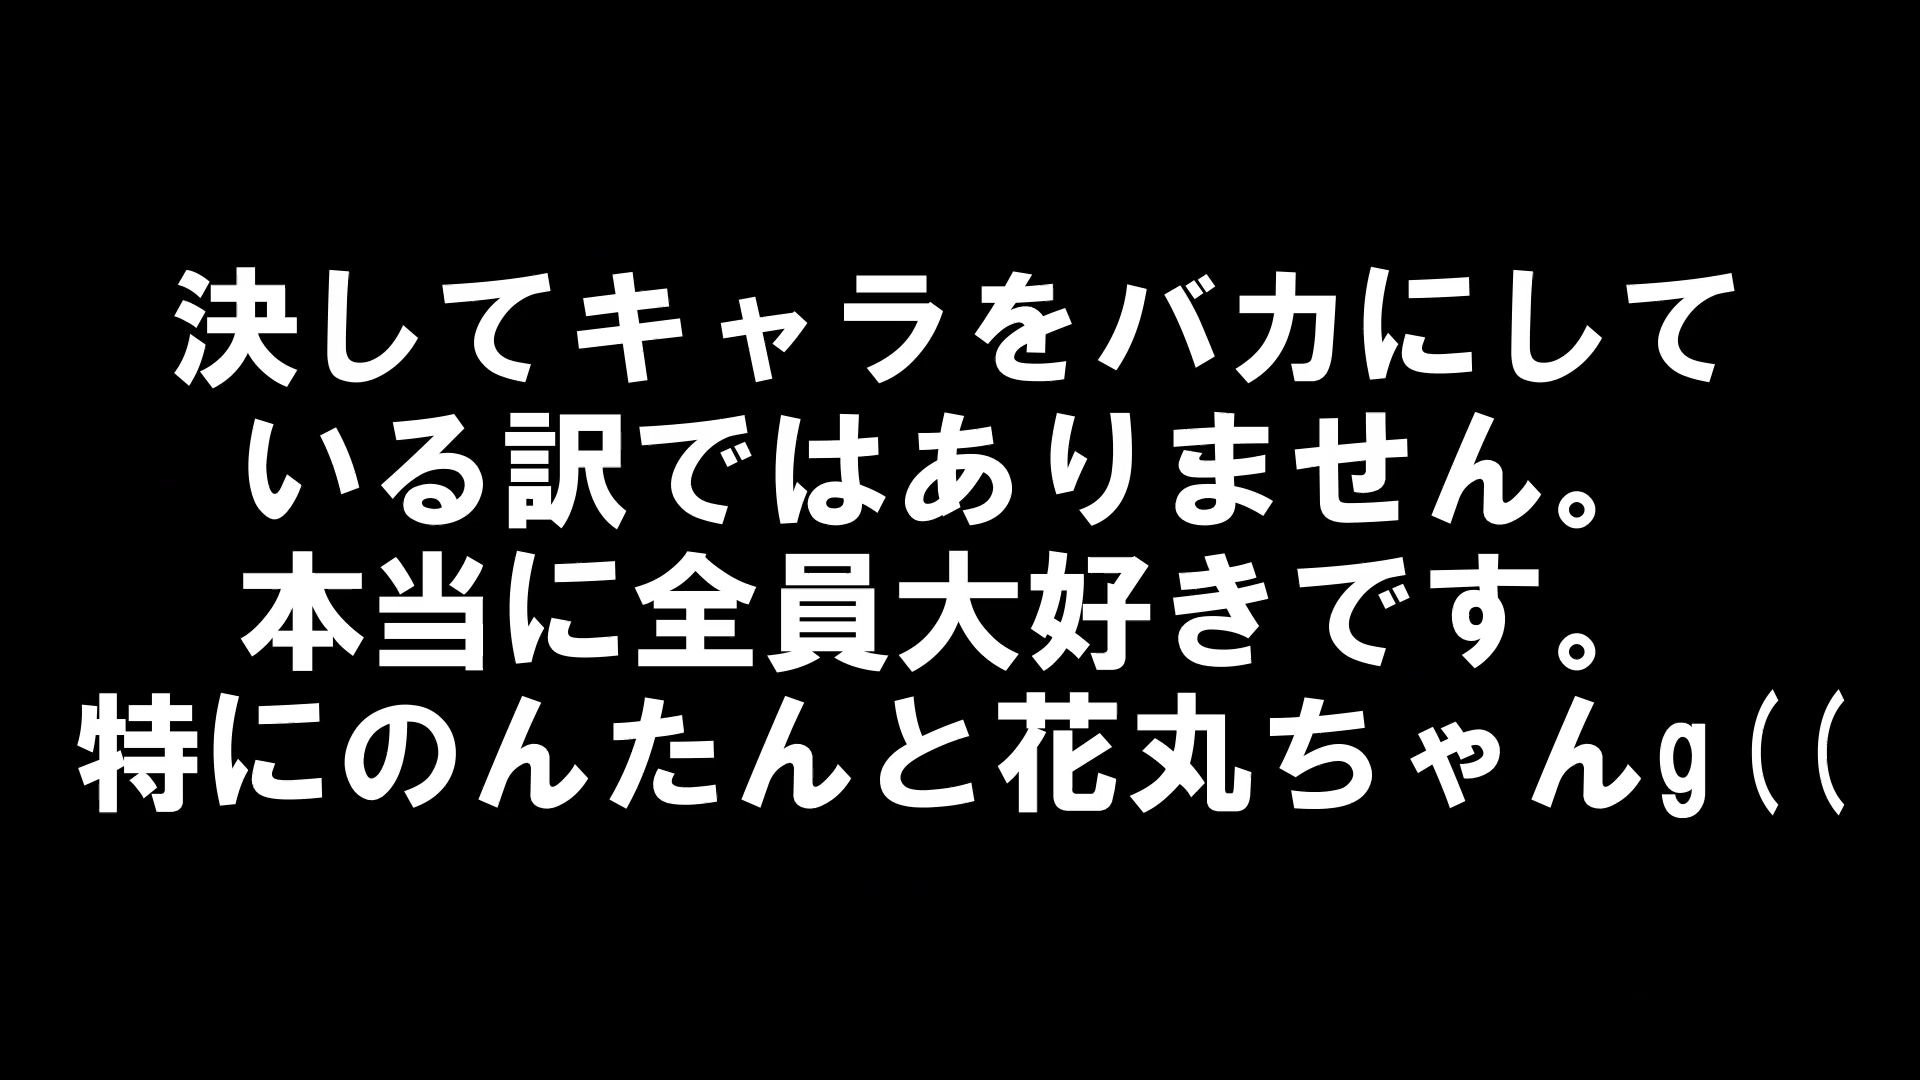 決してキャラをバカにして
いる訳ではありません。
本当に全員大好きです。
特にのんたんと花丸ちゃんg((